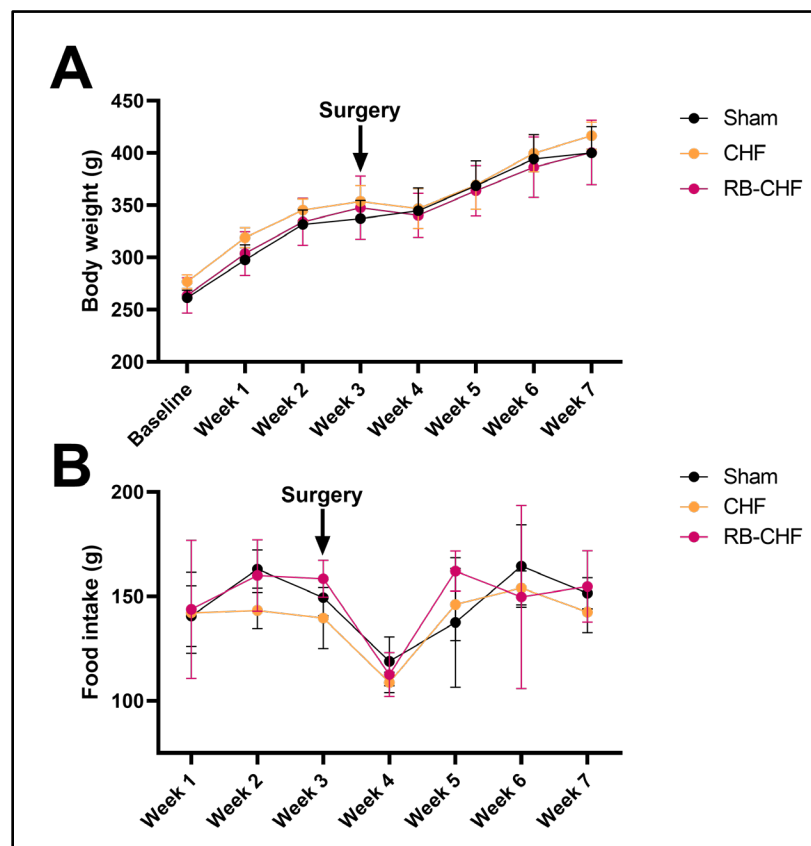 A
Surgery
Body weight (g)
450
400
350
300
250
200
Baseline
Week 1
Week 2
Week 3
Week 4
Week 5
Week 6
Week 7
Sham
CHF
RB-CHF
B
Surgery
Food intake (g)
200
150
100
Week 1
Week 2
Week 3
Week 4
Week 5
Week 6
Week 7
Sham
CHF
RB-CHF